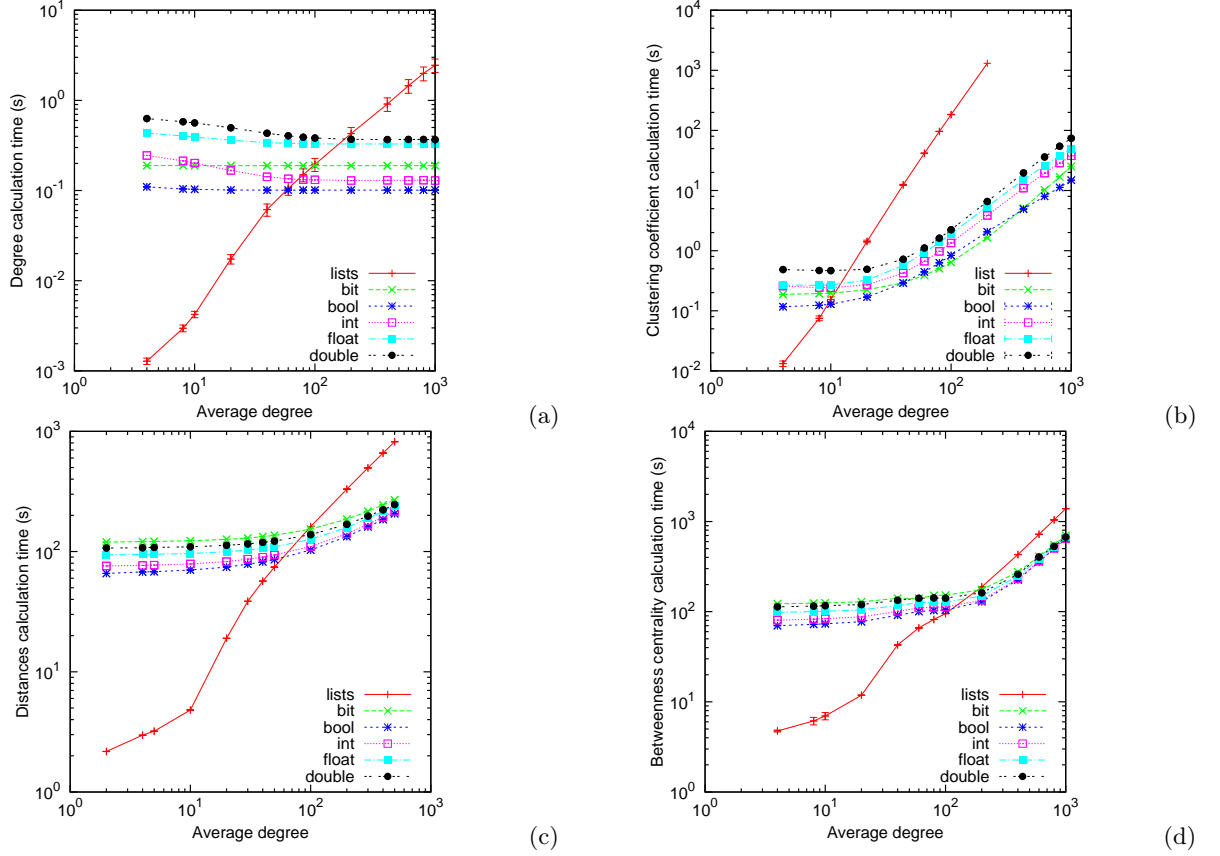 Degree calculation time (s)
10^1
10^0
10^-1
10^-2
10^-3
lists
bit
bool
int
float
double
10^0 10^1 10^2 10^3
Average degree
(a)
Clustering coefficient calculation time (s)
10^4
10^3
10^2
10^1
10^0
10^-1
10^-2
list
bit
bool
int
float
double
10^0 10^1 10^2 10^3
Average degree
(b)
Distances calculation time (s)
10^3
10^2
10^1
10^0
lists
bit
bool
int
float
double
10^0 10^1 10^2 10^3
Average degree
(c)
Betweenness centrality calculation time (s)
10^4
10^3
10^2
10^1
10^0
lists
bit
bool
int
float
double
10^0 10^1 10^2 10^3
Average degree
(d)